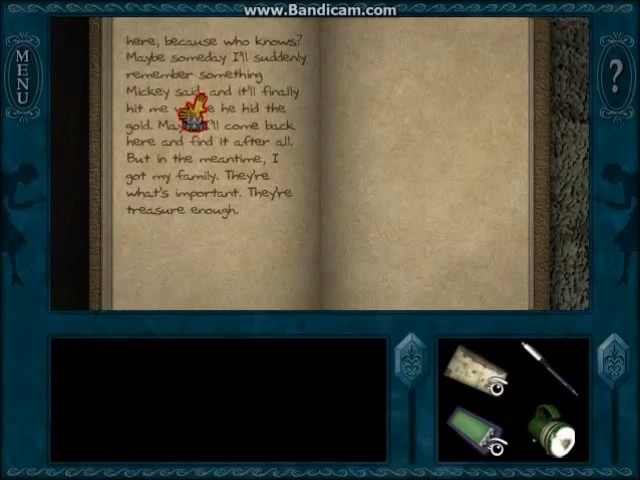 www.Bandicam.com
MENU
?
here, because who knows?
Maybe someday I'll suddenly
remember something
Mickey said, and it'll finally
hit me e he hid the
gold. I'll come back
here and find it after all.
But in the meantime, I
got my family. They're
what's important. They're
treasure enough.